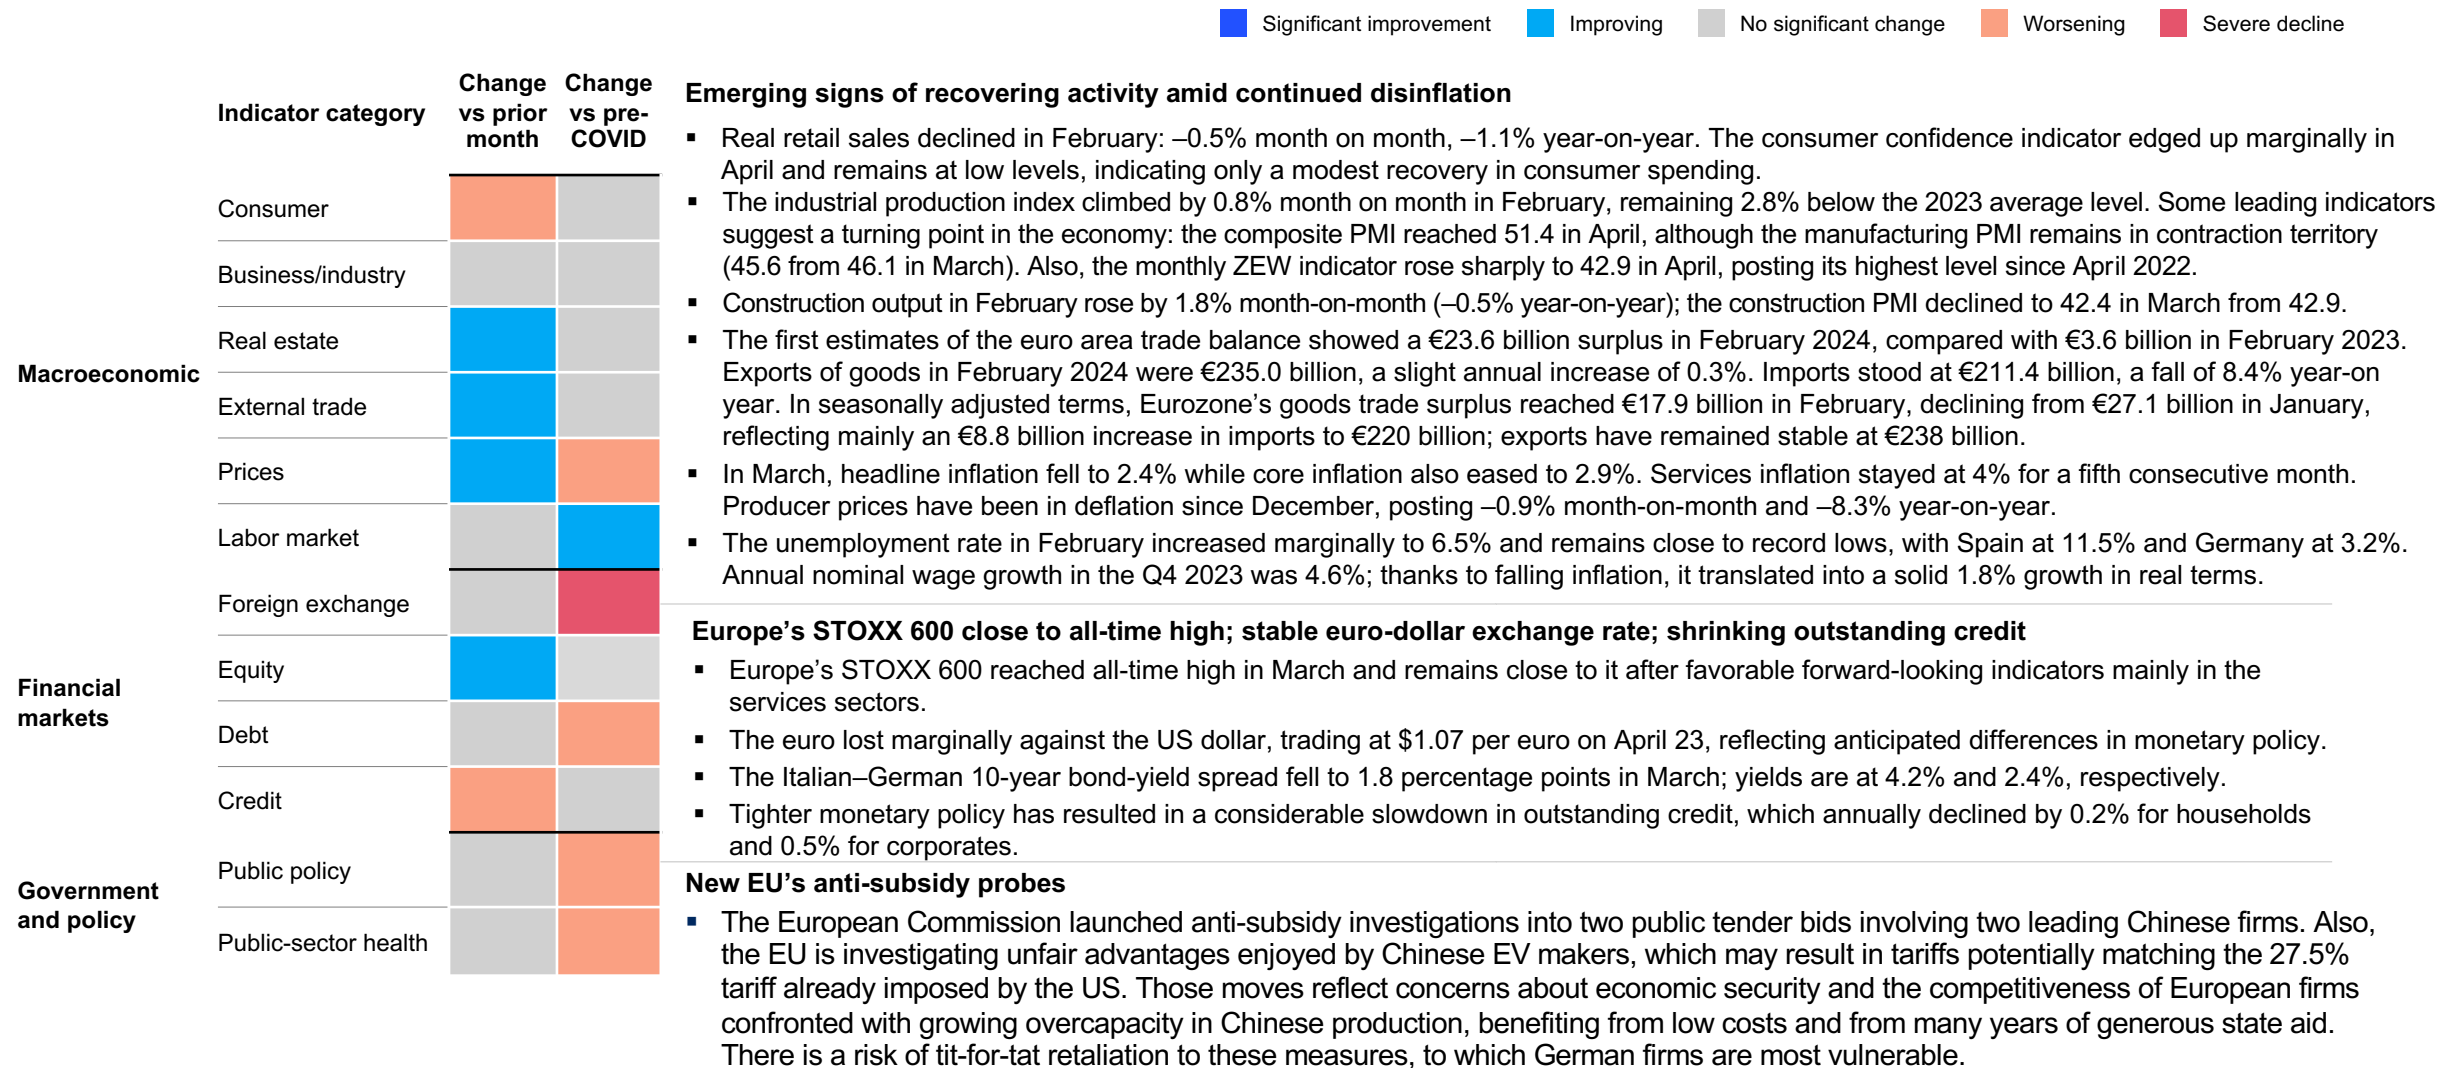 Significant improvement
Improving
No significant change
Worsening
Severe decline
Indicator category
Change vs prior month
Change vs pre-COVID
Macroeconomic
Consumer
Business/industry
Real estate
External trade
Prices
Labor market
Financial markets
Foreign exchange
Equity
Debt
Credit
Government and policy
Public policy
Public-sector health
Emerging signs of recovering activity amid continued disinflation
▪ Real retail sales declined in February: –0.5% month on month, –1.1% year-on-year. The consumer confidence indicator edged up marginally in
April and remains at low levels, indicating only a modest recovery in consumer spending.
▪ The industrial production index climbed by 0.8% month on month in February, remaining 2.8% below the 2023 average level. Some leading indicators
suggest a turning point in the economy: the composite PMI reached 51.4 in April, although the manufacturing PMI remains in contraction territory
(45.6 from 46.1 in March). Also, the monthly ZEW indicator rose sharply to 42.9 in April, posting its highest level since April 2022.
▪ Construction output in February rose by 1.8% month-on-month (–0.5% year-on-year); the construction PMI declined to 42.4 in March from 42.9.
▪ The first estimates of the euro area trade balance showed a €23.6 billion surplus in February 2024, compared with €3.6 billion in February 2023.
Exports of goods in February 2024 were €235.0 billion, a slight annual increase of 0.3%. Imports stood at €211.4 billion, a fall of 8.4% year-on
year. In seasonally adjusted terms, Eurozone’s goods trade surplus reached €17.9 billion in February, declining from €27.1 billion in January,
reflecting mainly an €8.8 billion increase in imports to €220 billion; exports have remained stable at €238 billion.
▪ In March, headline inflation fell to 2.4% while core inflation also eased to 2.9%. Services inflation stayed at 4% for a fifth consecutive month.
Producer prices have been in deflation since December, posting –0.9% month-on-month and –8.3% year-on-year.
▪ The unemployment rate in February increased marginally to 6.5% and remains close to record lows, with Spain at 11.5% and Germany at 3.2%.
Annual nominal wage growth in the Q4 2023 was 4.6%; thanks to falling inflation, it translated into a solid 1.8% growth in real terms.
Europe’s STOXX 600 close to all-time high; stable euro-dollar exchange rate; shrinking outstanding credit
▪ Europe’s STOXX 600 reached all-time high in March and remains close to it after favorable forward-looking indicators mainly in the
services sectors.
▪ The euro lost marginally against the US dollar, trading at $1.07 per euro on April 23, reflecting anticipated differences in monetary policy.
▪ The Italian–German 10-year bond-yield spread fell to 1.8 percentage points in March; yields are at 4.2% and 2.4%, respectively.
▪ Tighter monetary policy has resulted in a considerable slowdown in outstanding credit, which annually declined by 0.2% for households
and 0.5% for corporates.
New EU’s anti-subsidy probes
▪ The European Commission launched anti-subsidy investigations into two public tender bids involving two leading Chinese firms. Also,
the EU is investigating unfair advantages enjoyed by Chinese EV makers, which may result in tariffs potentially matching the 27.5%
tariff already imposed by the US. Those moves reflect concerns about economic security and the competitiveness of European firms
confronted with growing overcapacity in Chinese production, benefiting from low costs and from many years of generous state aid.
There is a risk of tit-for-tat retaliation to these measures, to which German firms are most vulnerable.